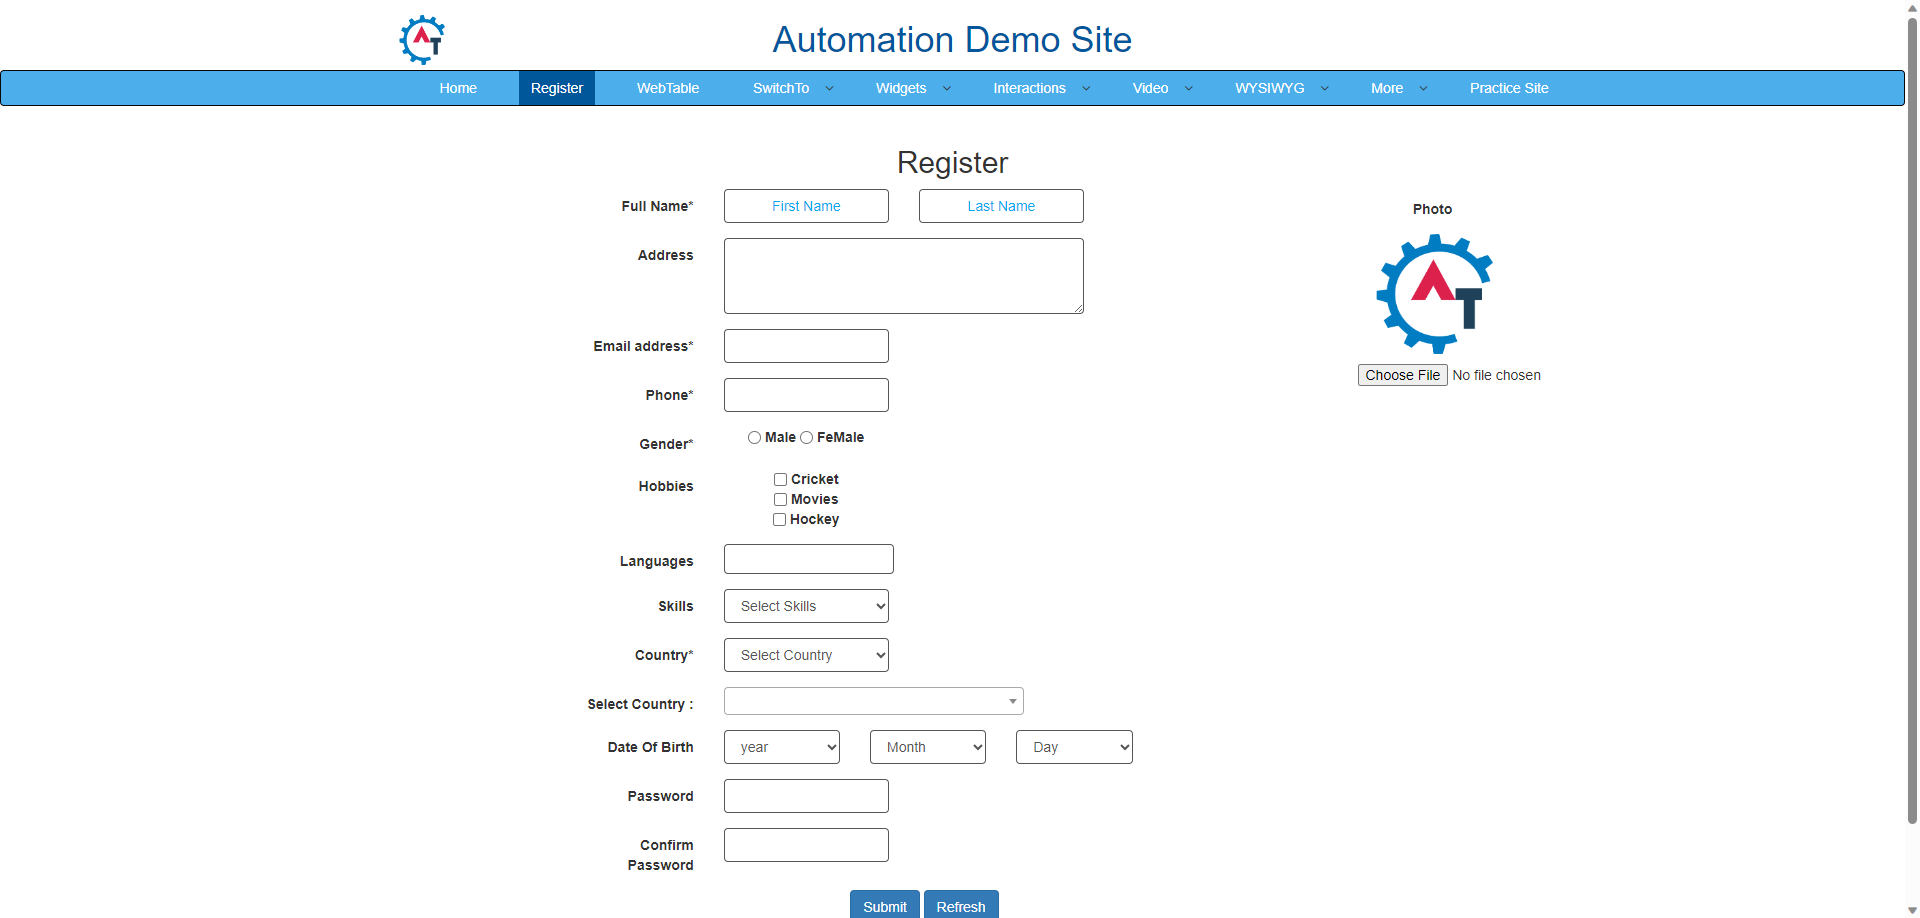 AT
Automation Demo Site
Home Register WebTable SwitchTo Widgets Interactions Video WYSIWYG More Practice Site
Register
Full Name* First Name Last Name
Photo
Address
AT
Email address*
Choose File No file chosen
Phone*
Gender* Male FeMale
Hobbies Cricket
Movies
Hockey
Languages
Skills Select Skills
Country* Select Country
Select Country :
Date Of Birth year Month Day
Password
Confirm
Password
Submit Refresh